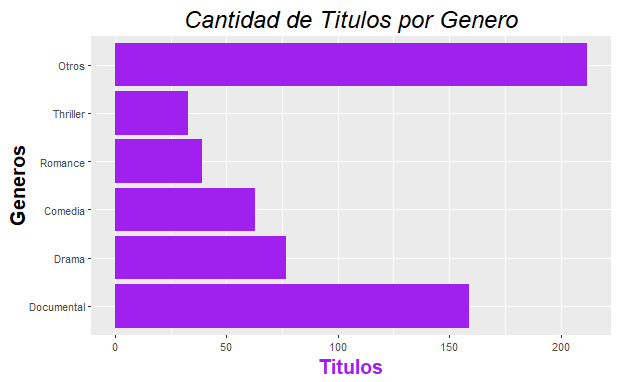 Cantidad de Titulos por Genero
Generos
Otros
Thriller
Romance
Comedia
Drama
Documental
0 50 100 150 200
Titulos